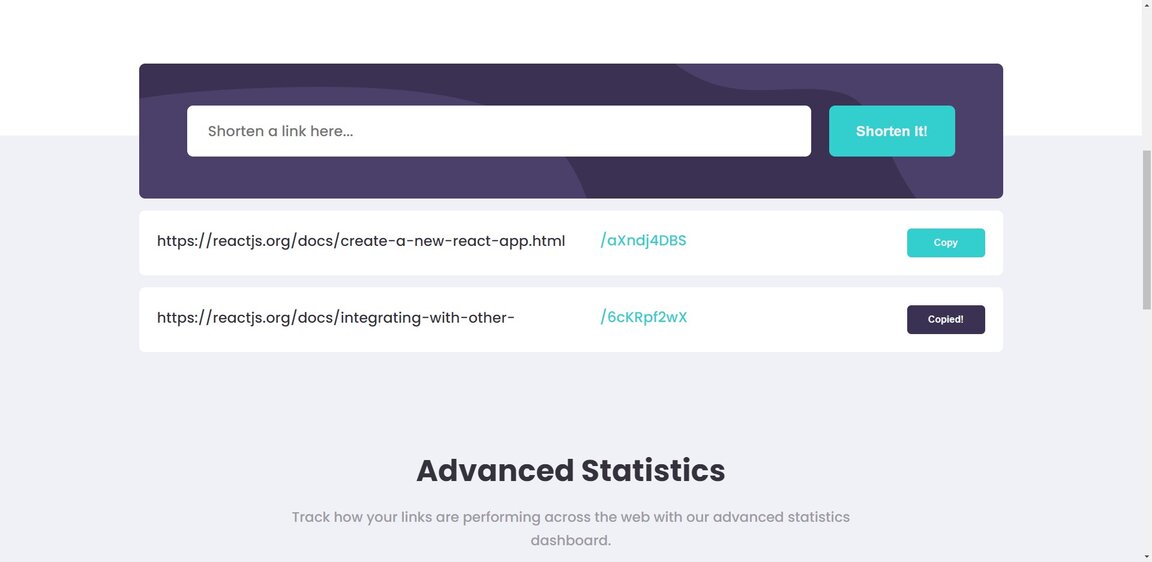 Shorten a link here...
Shorten It!
https://reactjs.org/docs/create-a-new-react-app.html
/aXndj4DBS
Copy
https://reactjs.org/docs/integrating-with-other-
/6cKRpf2wX
Copied!
Advanced Statistics
Track how your links are performing across the web with our advanced statistics
dashboard.